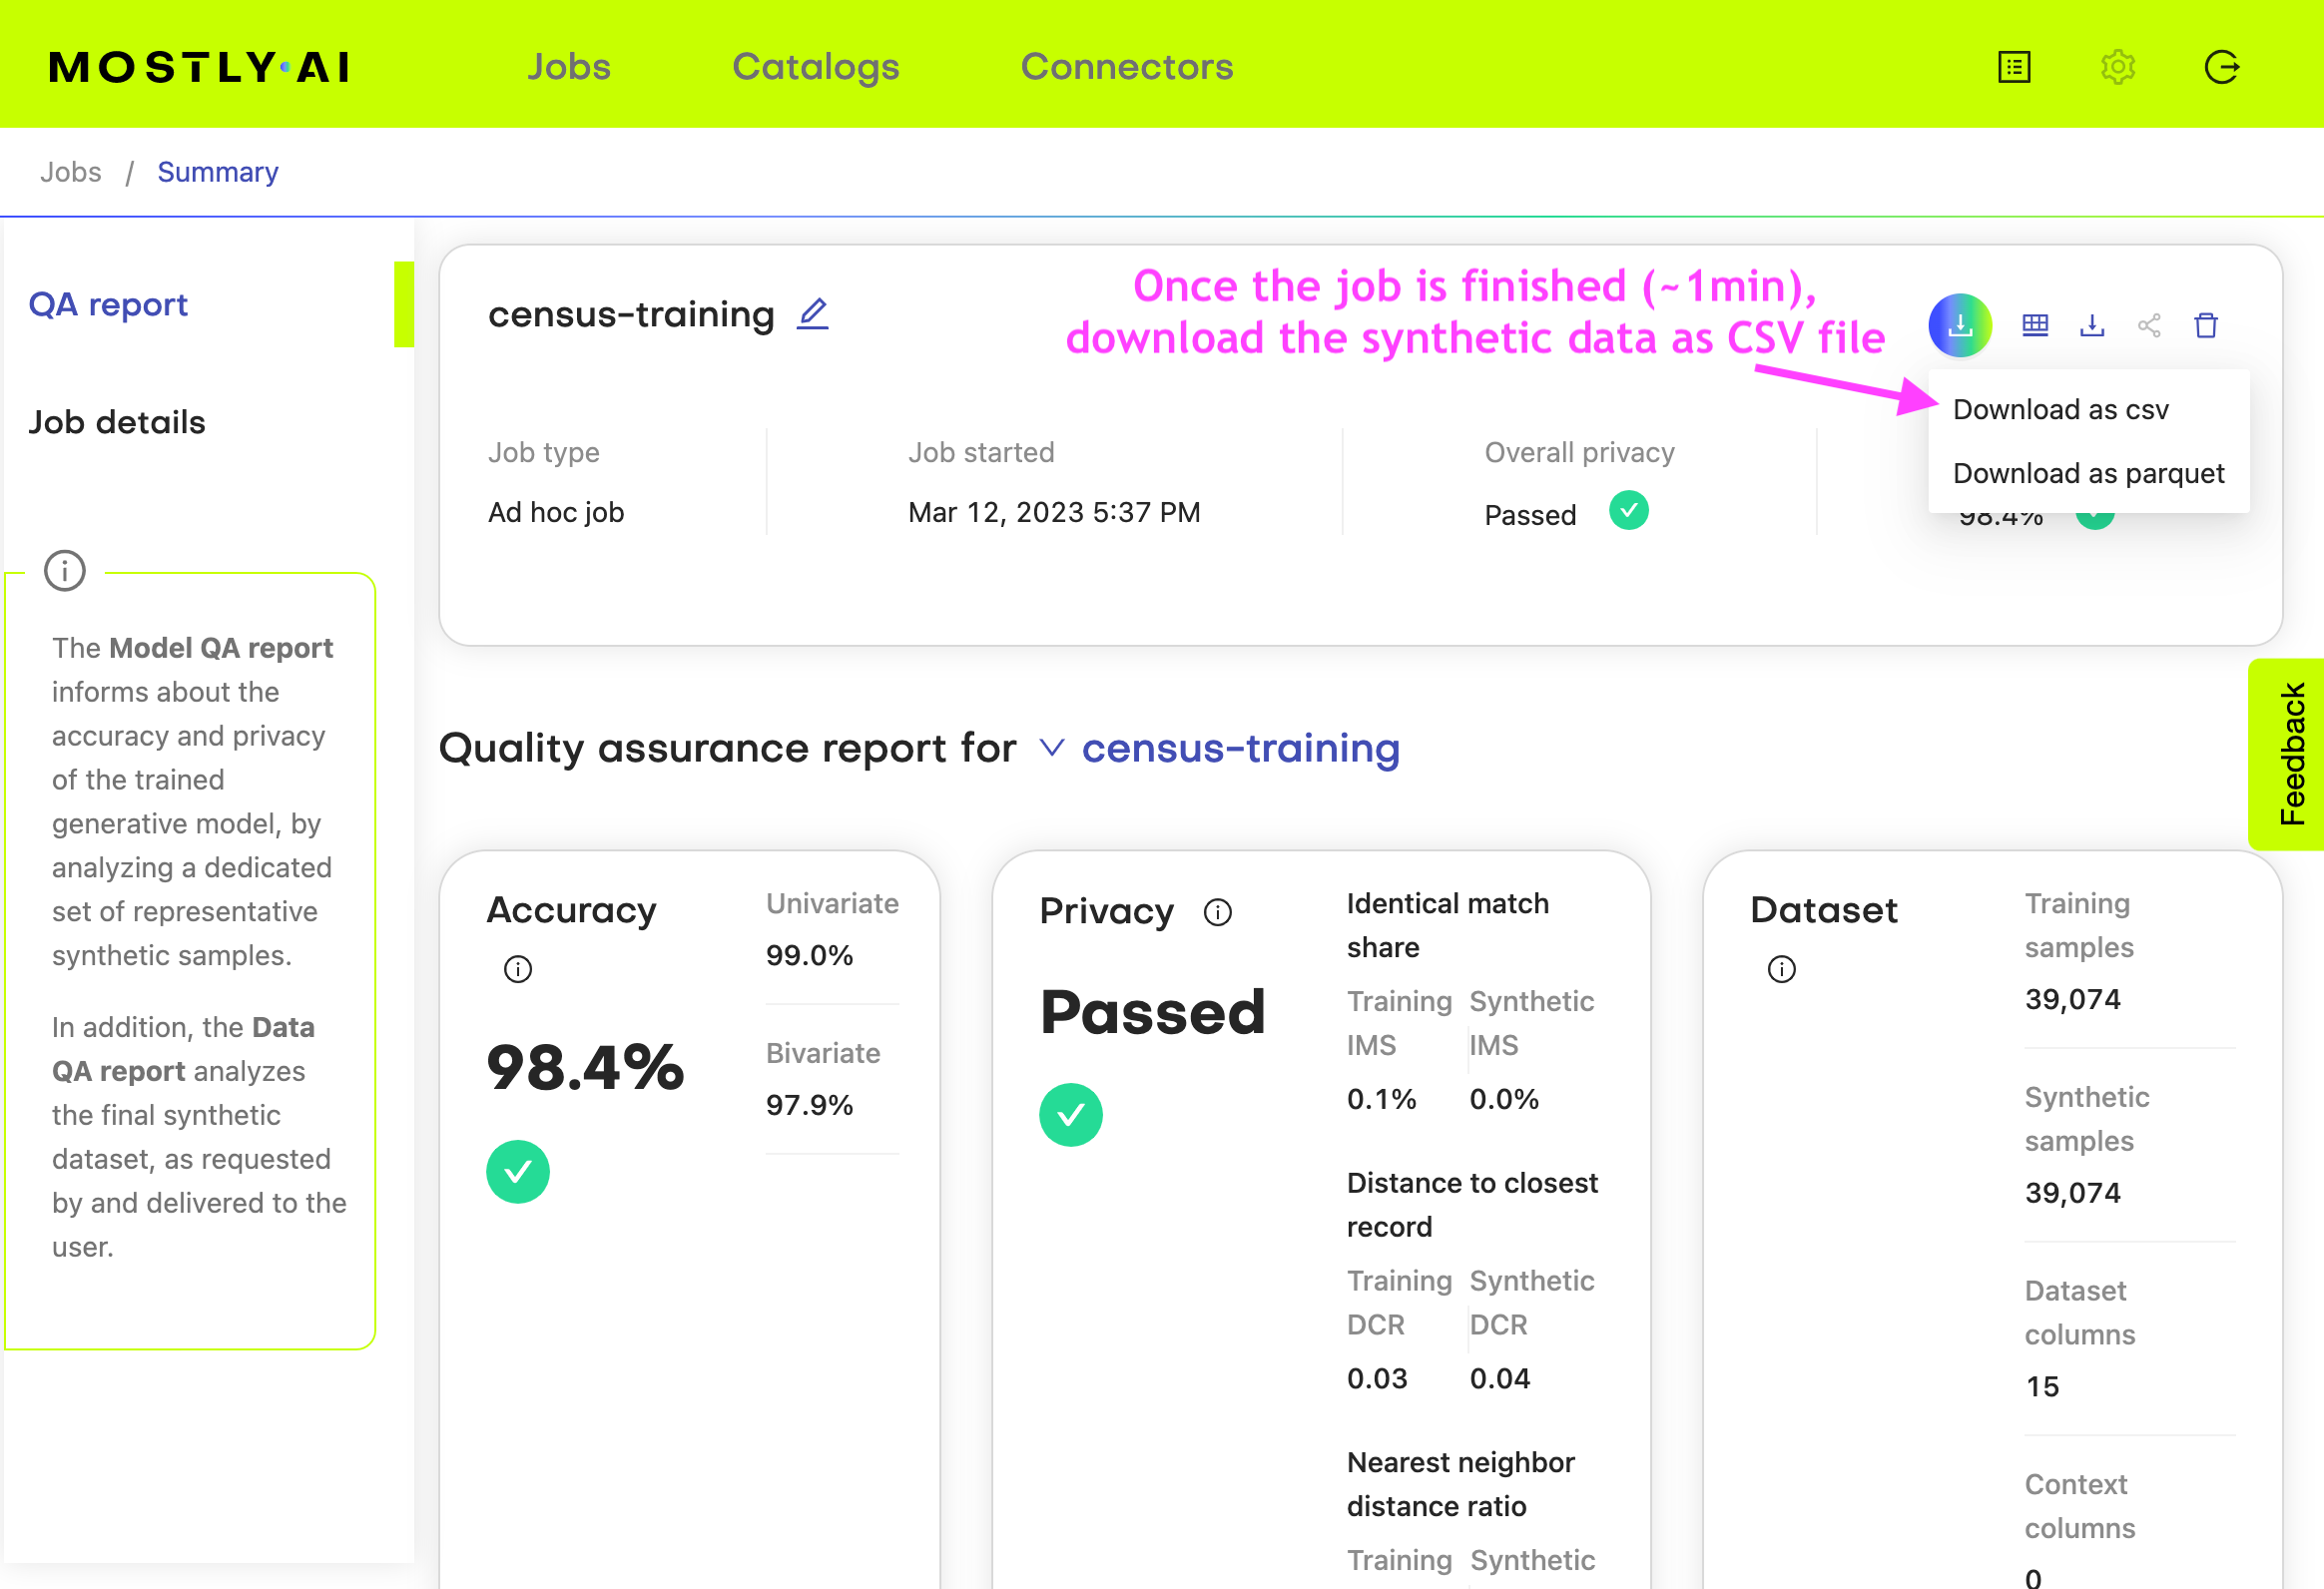 MOSTLY·AI
Jobs
Catalogs
Connectors
Jobs / Summary
QA report
Job details
The Model QA report
informs about the
accuracy and privacy
of the trained
generative model, by
analyzing a dedicated
set of representative
synthetic samples.
In addition, the Data
QA report analyzes
the final synthetic
dataset, as requested
by and delivered to the
user.
census-training
Once the job is finished (~1min),
download the synthetic data as CSV file
Download as csv
Download as parquet
Job type
Ad hoc job
Job started
Mar 12, 2023 5:37 PM
Overall privacy
Passed
98.4%
Feedback
Quality assurance report for census-training
Accuracy
98.4%
Univariate
99.0%
Bivariate
97.9%
Privacy
Passed
Identical match
share
Training Synthetic
IMS IMS
0.1% 0.0%
Distance to closest
record
Training Synthetic
DCR DCR
0.03 0.04
Nearest neighbor
distance ratio
Training Synthetic
Dataset
Training
samples
39,074
Synthetic
samples
39,074
Dataset
columns
15
Context
columns
0